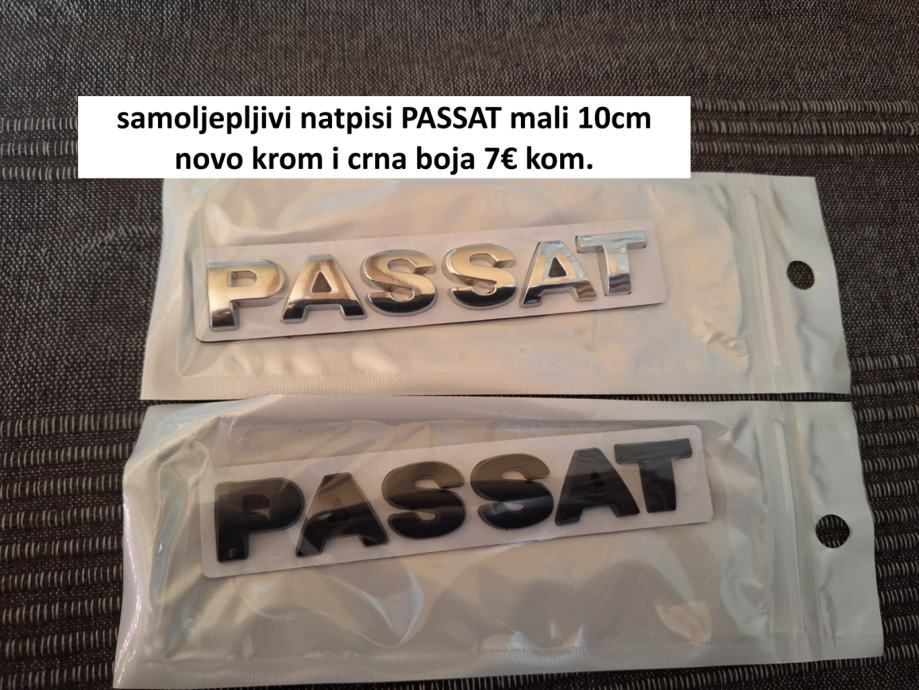 samoljepljivi natpisi PASSAT mali 10cm
novo krom i crna boja 7€ kom.
PASSAT
PASSAT